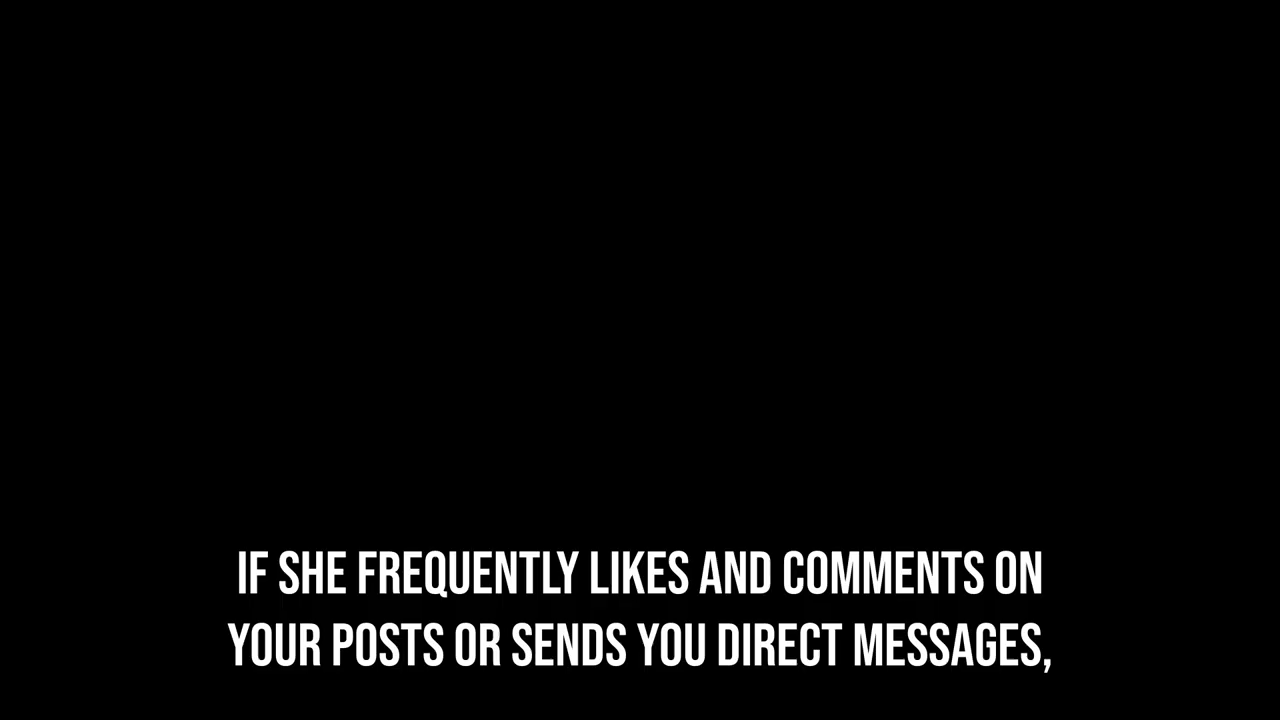 IF SHE FREQUENTLY LIKES AND COMMENTS ON
YOUR POSTS OR SENDS YOU DIRECT MESSAGES,